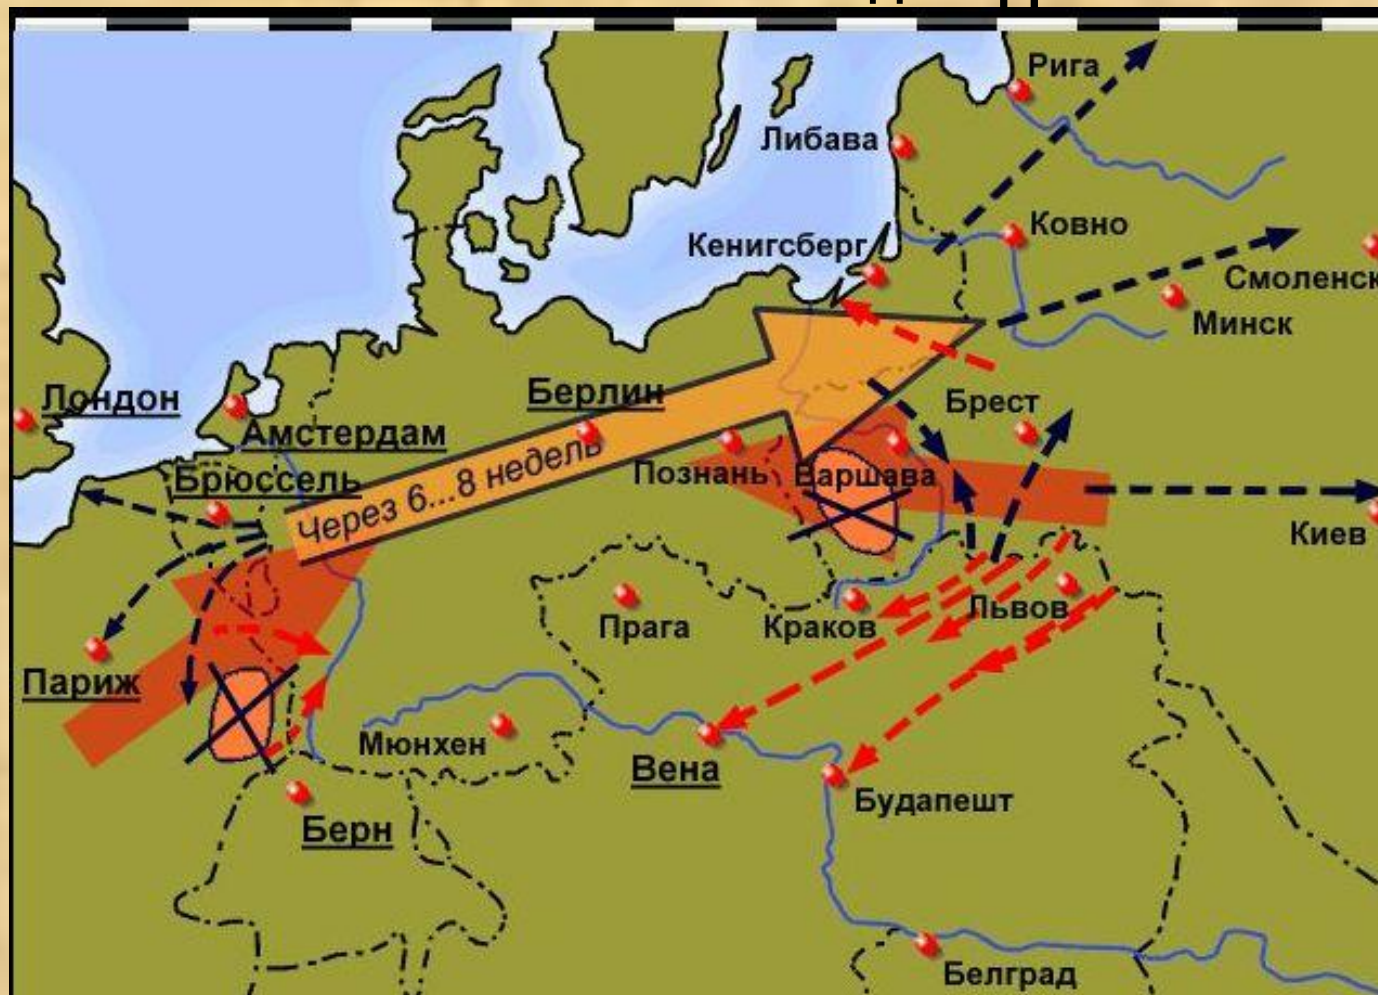 Рига
Либава
Ковно
Кенигсберг
Смоленск
Минск
Лондон
Берлин
Амстердам
Брест
Брюссель
Через 6...8 недель
Познань
Варшава
Киев
Львов
Прага
Краков
Париж
Мюнхен
Вена
Будапешт
Берн
Белград